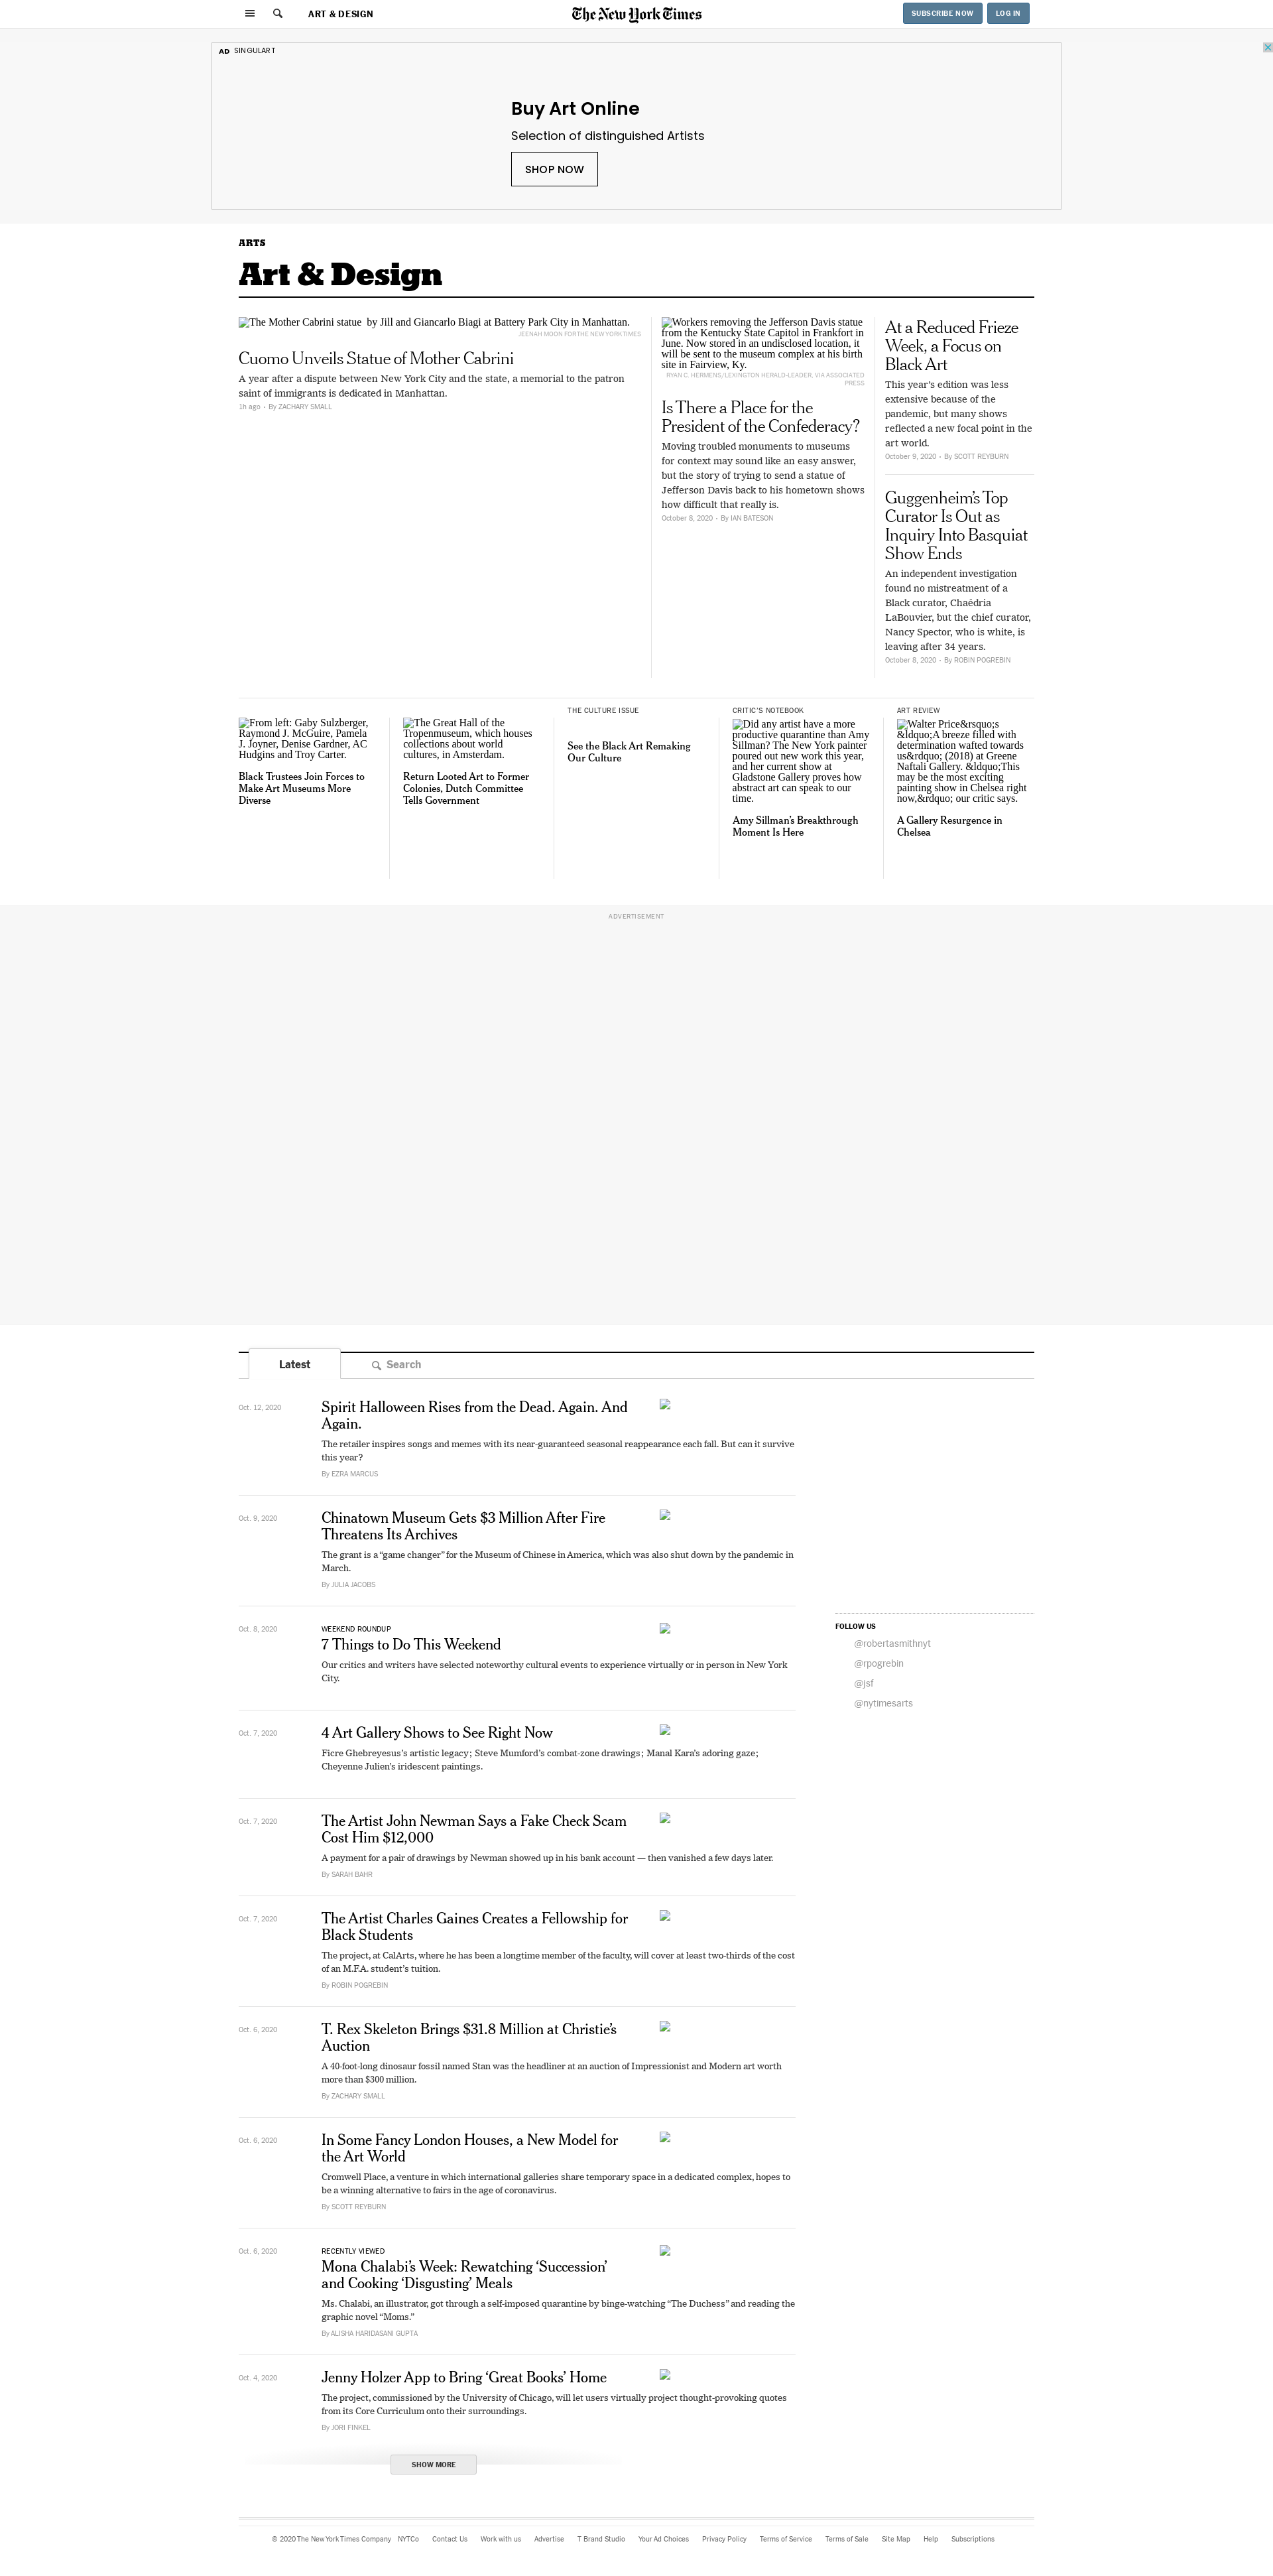 ART & DESIGN
The New York Times
SUBSCRIBE NOW
LOG IN
AD SINGULART
Buy Art Online
Selection of distinguished Artists
SHOP NOW
ARTS
Art & Design
The Mother Cabrini statue by Jill and Giancarlo Biagi at Battery Park City in Manhattan.
JEENAH MOON FOR THE NEW YORK TIMES
Cuomo Unveils Statue of Mother Cabrini
A year after a dispute between New York City and the state, a memorial to the patron
saint of immigrants is dedicated in Manhattan.
1h ago • By ZACHARY SMALL
Workers removing the Jefferson Davis statue
from the Kentucky State Capitol in Frankfort in
June. Now stored in an undisclosed location, it
will be sent to the museum complex at his birth
site in Fairview, Ky.
RYAN C. HERMENS/LEXINGTON HERALD-LEADER, VIA ASSOCIATED
PRESS
Is There a Place for the
President of the Confederacy?
Moving troubled monuments to museums
for context may sound like an easy answer,
but the story of trying to send a statue of
Jefferson Davis back to his hometown shows
how difficult that really is.
October 8, 2020 • By IAN BATESON
At a Reduced Frieze
Week, a Focus on
Black Art
This year's edition was less
extensive because of the
pandemic, but many shows
reflected a new focal point in the
art world.
October 9, 2020 • By SCOTT REYBURN
Guggenheim's Top
Curator Is Out as
Inquiry Into Basquiat
Show Ends
An independent investigation
found no mistreatment of a
Black curator, Chaédria
LaBouvier, but the chief curator,
Nancy Spector, who is white, is
leaving after 34 years.
October 8, 2020 • By ROBIN POGREBIN
From left: Gaby Sulzberger,
Raymond J. McGuire, Pamela
J. Joyner, Denise Gardner, AC
Hudgins and Troy Carter.
Black Trustees Join Forces to
Make Art Museums More
Diverse
The Great Hall of the
Tropenmuseum, which houses
collections about world
cultures, in Amsterdam.
Return Looted Art to Former
Colonies, Dutch Committee
Tells Government
THE CULTURE ISSUE
See the Black Art Remaking
Our Culture
CRITIC'S NOTEBOOK
Did any artist have a more
productive quarantine than Amy
Sillman? The New York painter
poured out new work this year,
and her current show at
Gladstone Gallery proves how
abstract art can speak to our
time.
Amy Sillman's Breakthrough
Moment Is Here
ART REVIEW
Walter Price&rsquo;s
&ldquo;A breeze filled with
determination wafted towards
us&rdquo; (2018) at Greene
Naftali Gallery. &ldquo;This
may be the most exciting
painting show in Chelsea right
now,&rdquo; our critic says.
A Gallery Resurgence in
Chelsea
ADVERTISEMENT
Latest
Search
Oct. 12, 2020
Spirit Halloween Rises from the Dead. Again. And
Again.
The retailer inspires songs and memes with its near-guaranteed seasonal reappearance each fall. But can it survive
this year?
By EZRA MARCUS
Oct. 9, 2020
Chinatown Museum Gets $3 Million After Fire
Threatens Its Archives
The grant is a “game changer” for the Museum of Chinese in America, which was also shut down by the pandemic in
March.
By JULIA JACOBS
Oct. 8, 2020
WEEKEND ROUNDUP
7 Things to Do This Weekend
Our critics and writers have selected noteworthy cultural events to experience virtually or in person in New York
City.
FOLLOW US
@robertasmithnyt
@rpogrebin
@jsf
@nytimesarts
Oct. 7, 2020
4 Art Gallery Shows to See Right Now
Ficre Ghebreyesus's artistic legacy; Steve Mumford's combat-zone drawings; Manal Kara's adoring gaze;
Cheyenne Julien's iridescent paintings.
Oct. 7, 2020
The Artist John Newman Says a Fake Check Scam
Cost Him $12,000
A payment for a pair of drawings by Newman showed up in his bank account — then vanished a few days later.
By SARAH BAHR
Oct. 7, 2020
The Artist Charles Gaines Creates a Fellowship for
Black Students
The project, at CalArts, where he has been a longtime member of the faculty, will cover at least two-thirds of the cost
of an M.F.A. student's tuition.
By ROBIN POGREBIN
Oct. 6, 2020
T. Rex Skeleton Brings $31.8 Million at Christie's
Auction
A 40-foot-long dinosaur fossil named Stan was the headliner at an auction of Impressionist and Modern art worth
more than $300 million.
By ZACHARY SMALL
Oct. 6, 2020
In Some Fancy London Houses, a New Model for
the Art World
Cromwell Place, a venture in which international galleries share temporary space in a dedicated complex, hopes to
be a winning alternative to fairs in the age of coronavirus.
By SCOTT REYBURN
Oct. 6, 2020
RECENTLY VIEWED
Mona Chalabi's Week: Rewatching ‘Succession’
and Cooking ‘Disgusting’ Meals
Ms. Chalabi, an illustrator, got through a self-imposed quarantine by binge-watching “The Duchess” and reading the
graphic novel “Moms.”
By ALISHA HARIDASANI GUPTA
Oct. 4, 2020
Jenny Holzer App to Bring ‘Great Books’ Home
The project, commissioned by the University of Chicago, will let users virtually project thought-provoking quotes
from its Core Curriculum onto their surroundings.
By JORI FINKEL
SHOW MORE
© 2020 The New York Times Company NYTCo Contact Us Work with us Advertise T Brand Studio Your Ad Choices Privacy Policy Terms of Service Terms of Sale Site Map Help Subscriptions